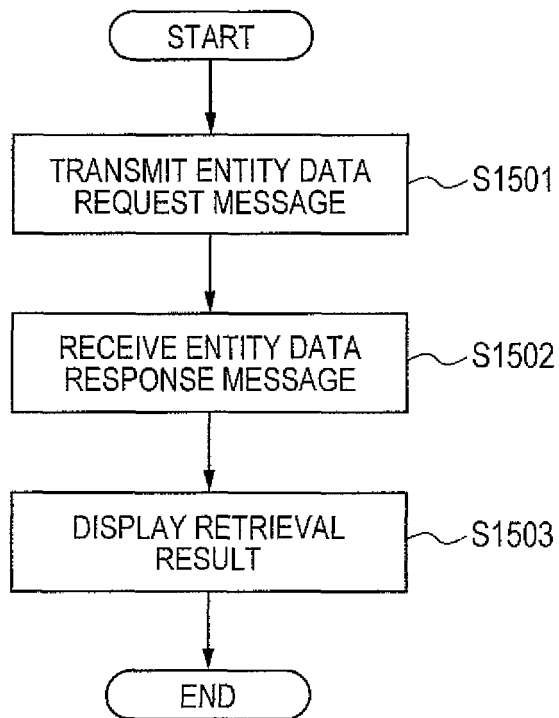 START
TRANSMIT ENTITY DATA
REQUEST MESSAGE
S1501
RECEIVE ENTITY DATA
RESPONSE MESSAGE
S1502
DISPLAY RETRIEVAL
RESULT
S1503
END